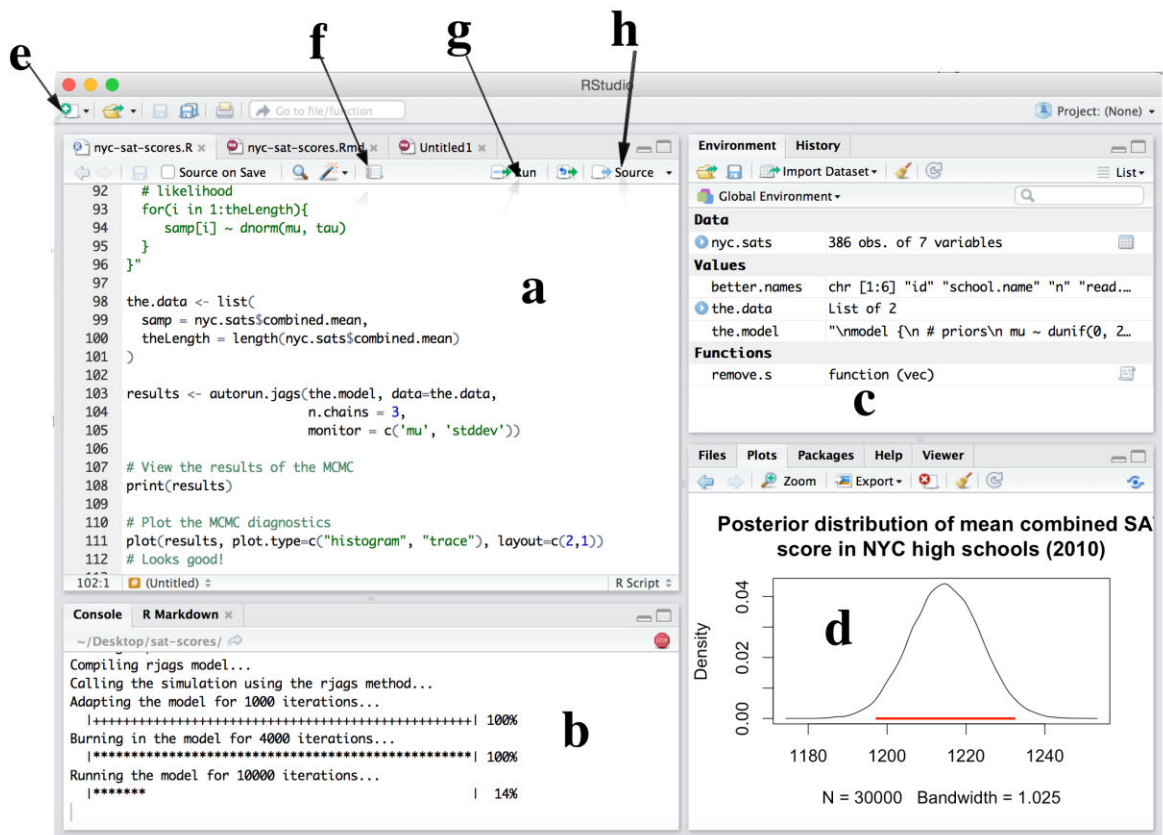 e
f
g
h
RStudio
Go to file/function
Project: (None)
nyc-sat-scores.R
nyc-sat-scores.Rmd
Untitled1
Source on Save
Run
Source
92 # likelihood
93 for(i in 1:theLength){
94 samp[i] ~ dnorm(mu, tau)
95 }
96 }"
97
98 the.data <- list(
99 samp = nyc.sats$combined.mean,
100 theLength = length(nyc.sats$combined.mean)
101 )
102
103 results <- autorun.jags(the.model, data=the.data,
104 n.chains = 3,
105 monitor = c('mu', 'stddev'))
106
107 # View the results of the MCMC
108 print(results)
109
110 # Plot the MCMC diagnostics
111 plot(results, plot.type=c("histogram", "trace"), layout=c(2,1))
112 # Looks good!
a
102:1 (Untitled) R Script
Console R Markdown
~/Desktop/sat-scores/
Compiling rjags model...
Calling the simulation using the rjags method...
Adapting the model for 1000 iterations...
|++++++++++++++++++++++++++++++++++++++++++++++++++| 100%
Burning in the model for 4000 iterations...
|**************************************************| 100%
Running the model for 10000 iterations...
|******* | 14%
b
Environment History
Import Dataset List
Global Environment
Data
nyc.sats 386 obs. of 7 variables
Values
better.names chr [1:6] "id" "school.name" "n" "read....
the.data List of 2
the.model "\nmodel {\n # priors\n mu ~ dunif(0, 2...
Functions
remove.s function (vec)
c
Files Plots Packages Help Viewer
Zoom Export
Posterior distribution of mean combined SA
score in NYC high schools (2010)
Density
0.04
0.02
0.00
d
1180 1200 1220 1240
N = 30000 Bandwidth = 1.025